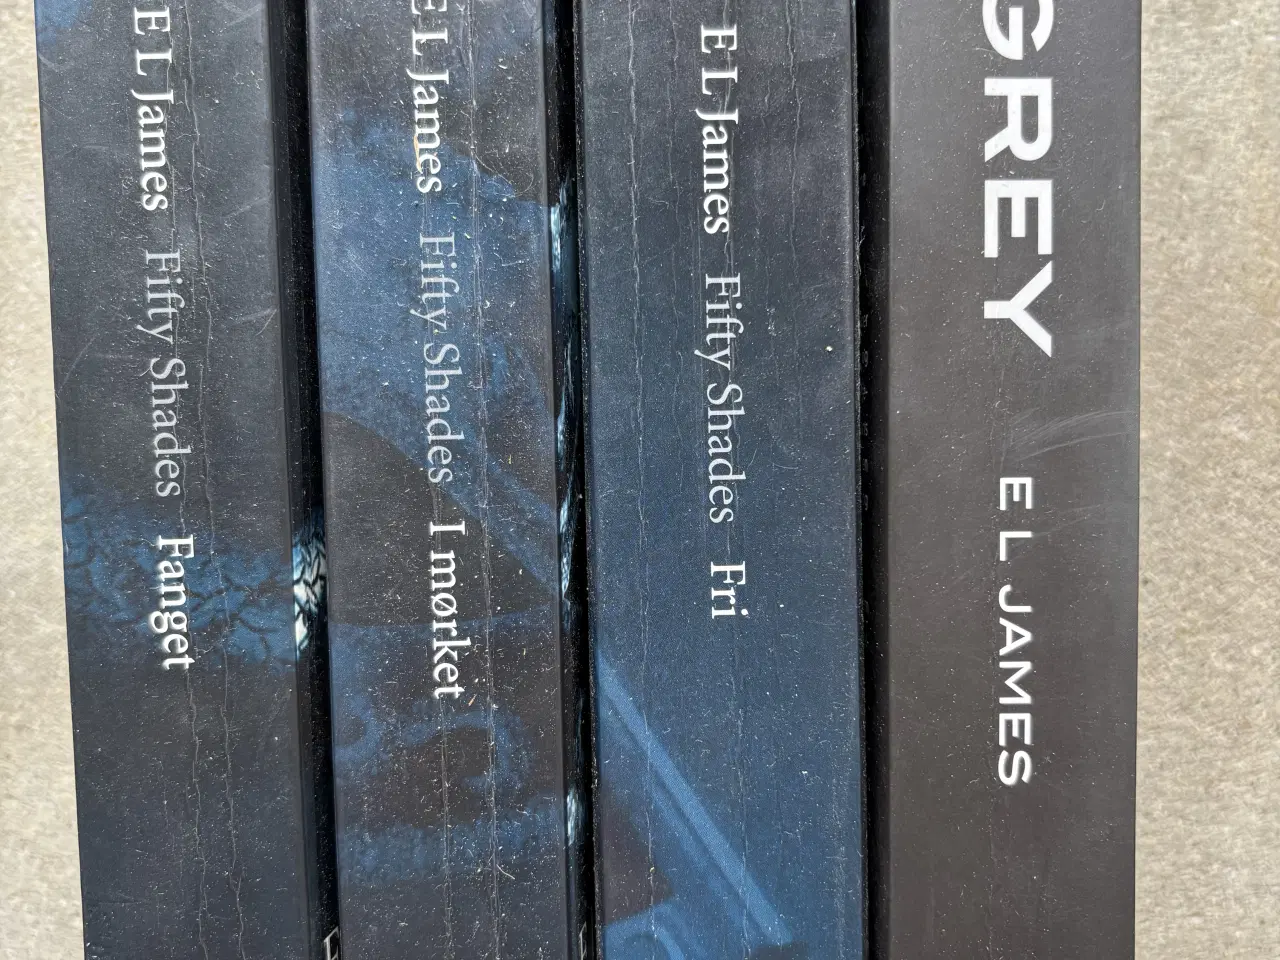 E L James Fifty Shades Fanget
E L James Fifty Shades I mørket
E L James Fifty Shades Fri
GREY E L JAMES